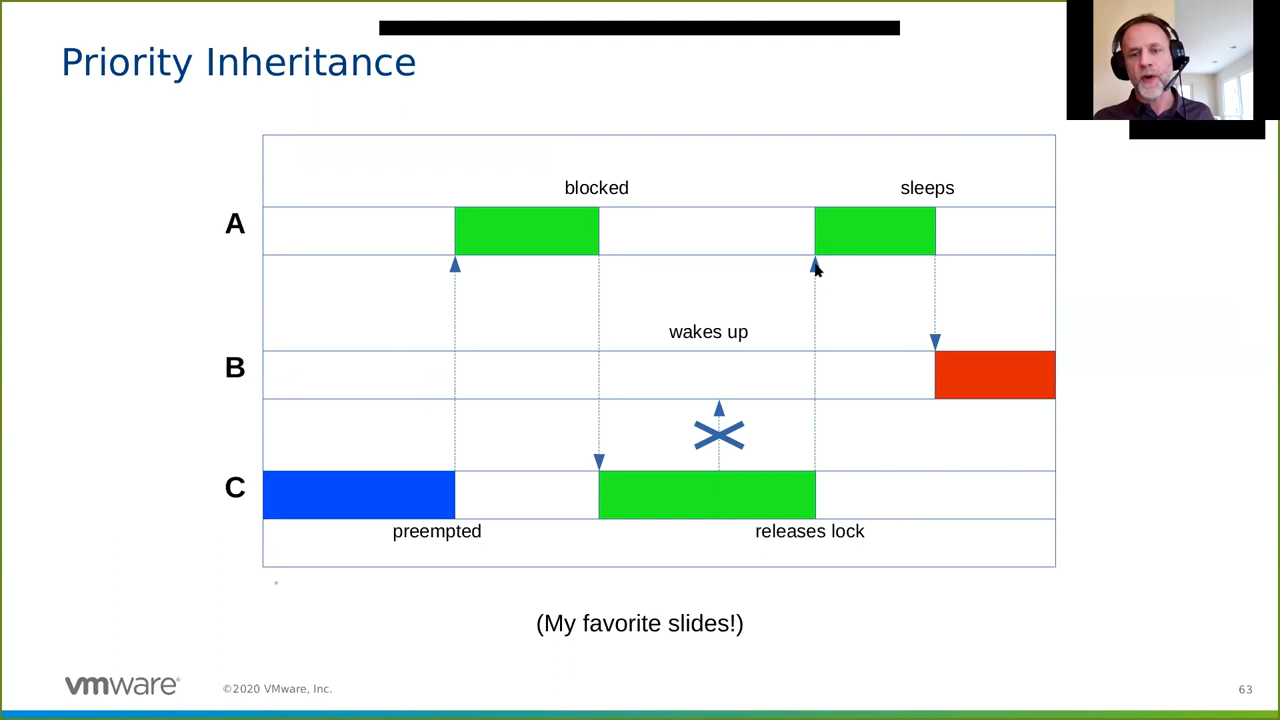 Priority Inheritance
blocked
sleeps
A
wakes up
B
C
preempted
releases lock
(My favorite slides!)
vmware®
©2020 VMware, Inc.
63